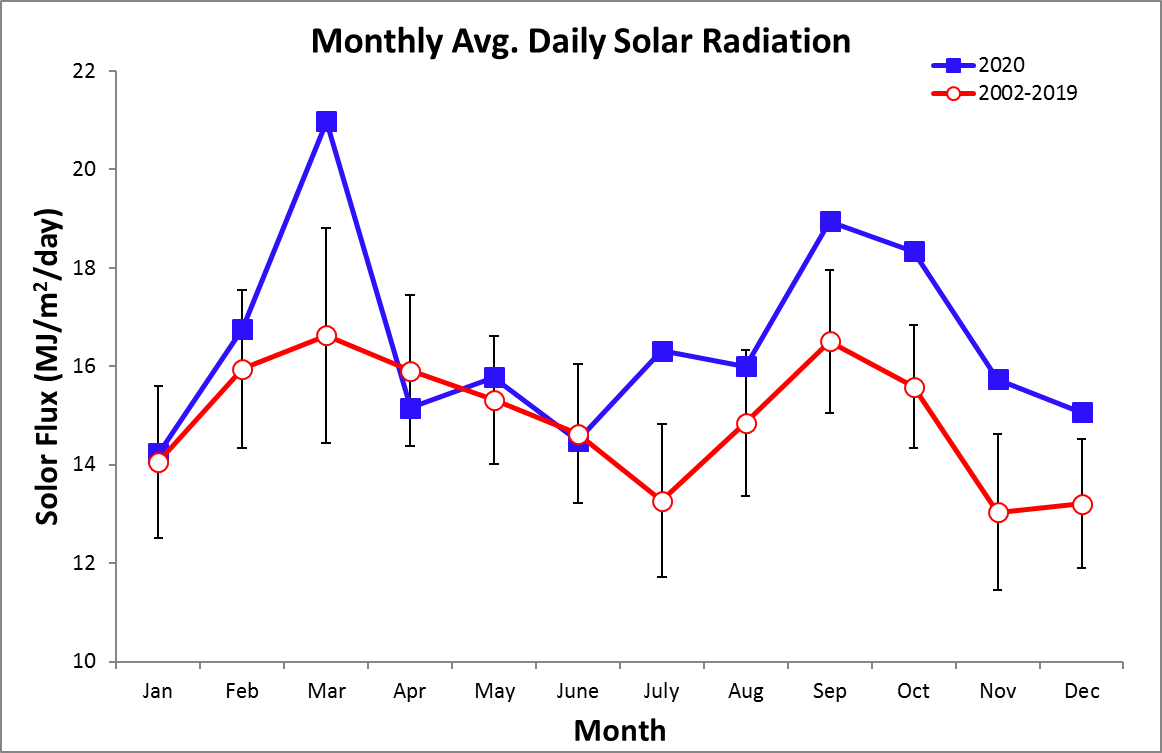 Monthly Avg. Daily Solar Radiation
2020
2002-2019
22
20
18
16
14
12
10
Solor Flux (MJ/m²/day)
Jan Feb Mar Apr May June July Aug Sep Oct Nov Dec
Month